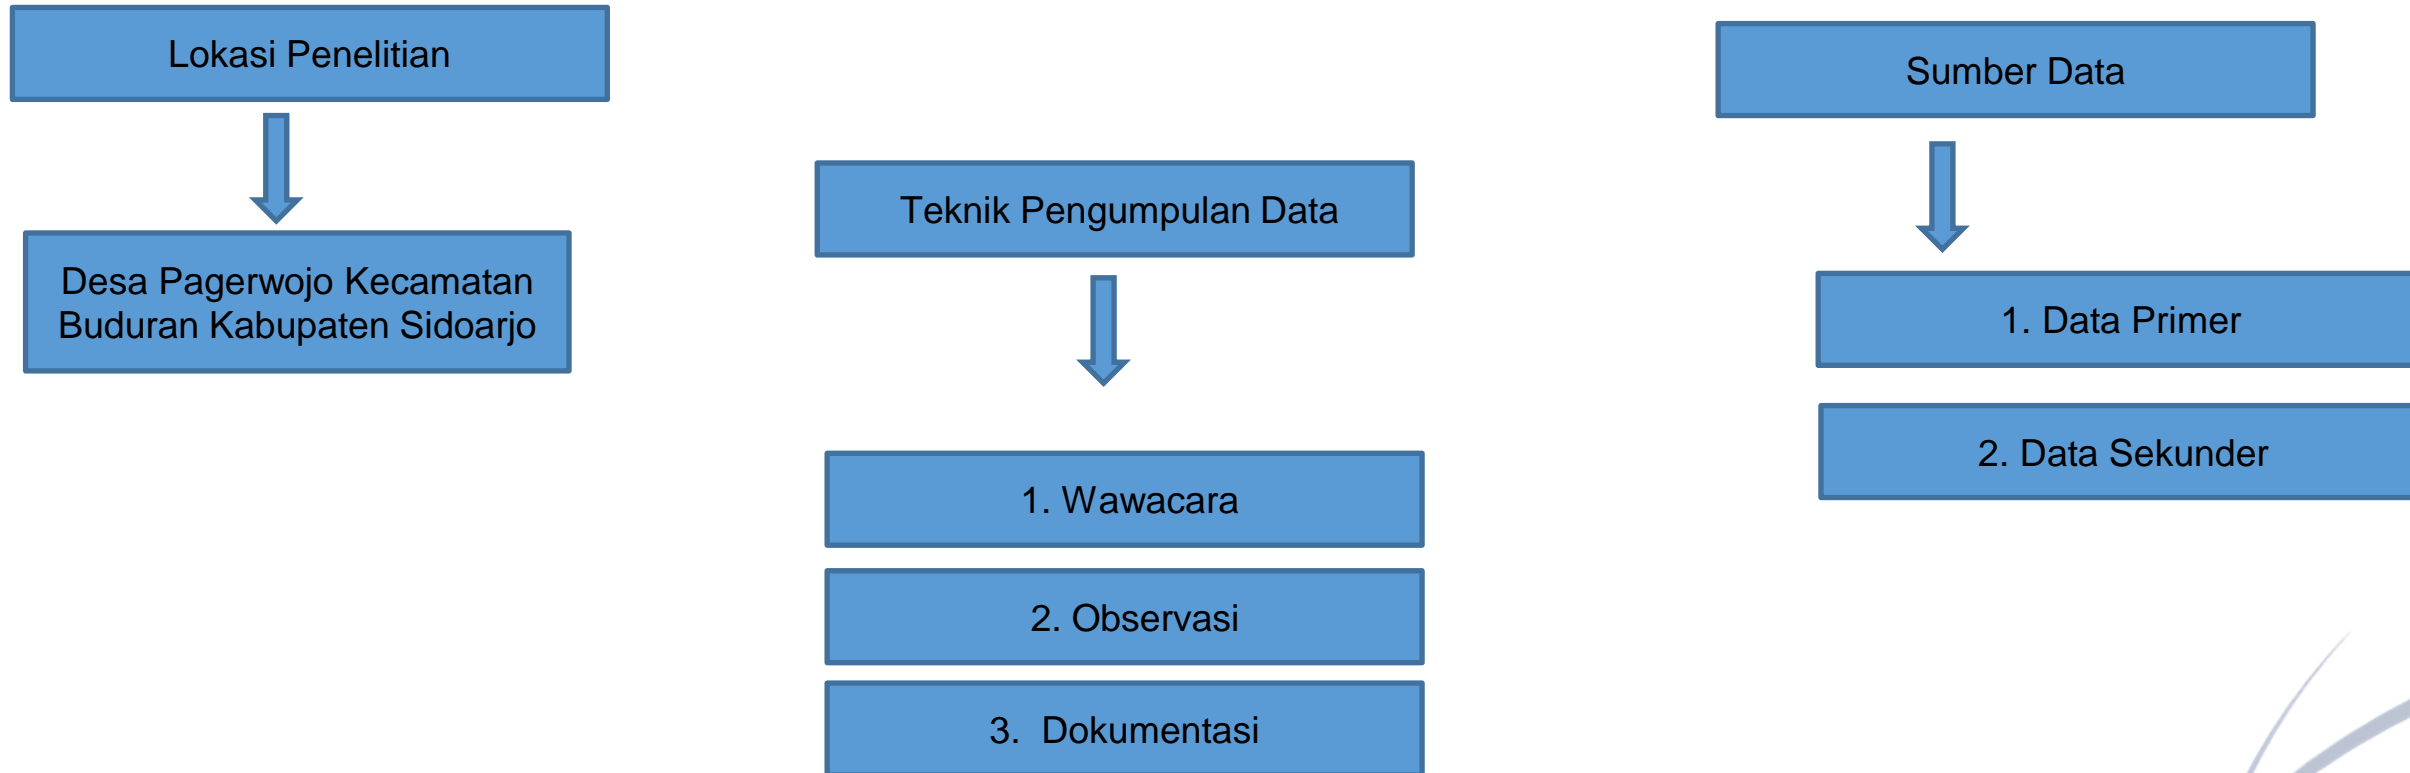 Lokasi Penelitian
Desa Pagerwojo Kecamatan
Buduran Kabupaten Sidoarjo
Teknik Pengumpulan Data
1. Wawacara
2. Observasi
3. Dokumentasi
Sumber Data
1. Data Primer
2. Data Sekunder